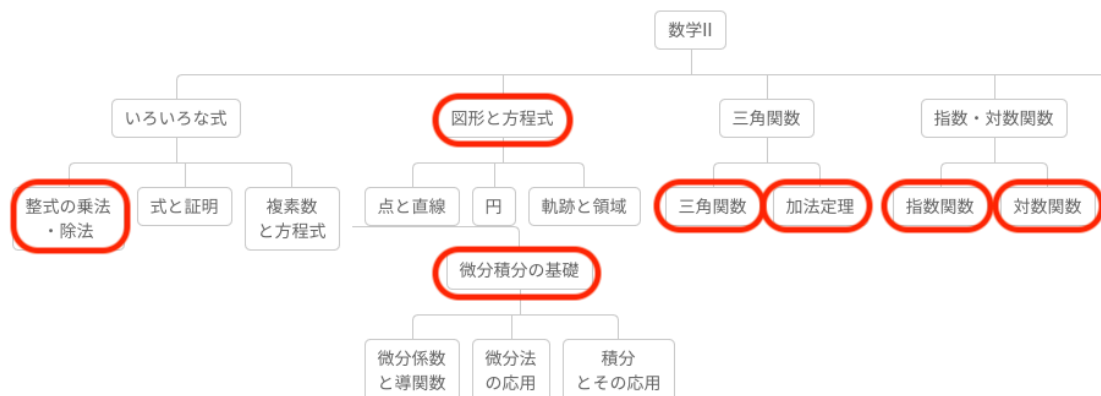 数学II
いろいろな式
図形と方程式
三角関数
指数・対数関数
整式の乗法
・除法
式と証明
複素数
と方程式
点と直線
円
軌跡と領域
三角関数
加法定理
指数関数
対数関数
微分積分の基礎
微分係数
と導関数
微分法
の応用
積分
とその応用